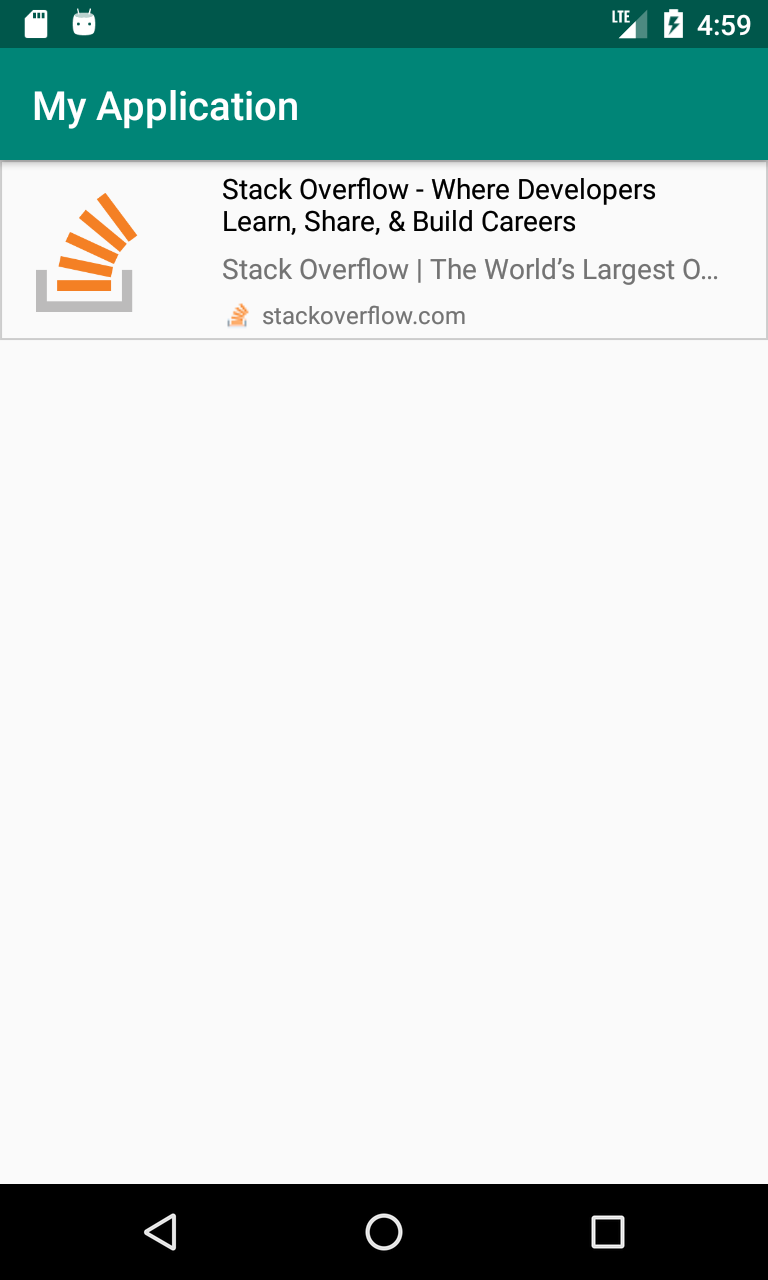 LTE 4:59
My Application
Stack Overflow - Where Developers
Learn, Share, & Build Careers
Stack Overflow | The World’s Largest O…
stackoverflow.com